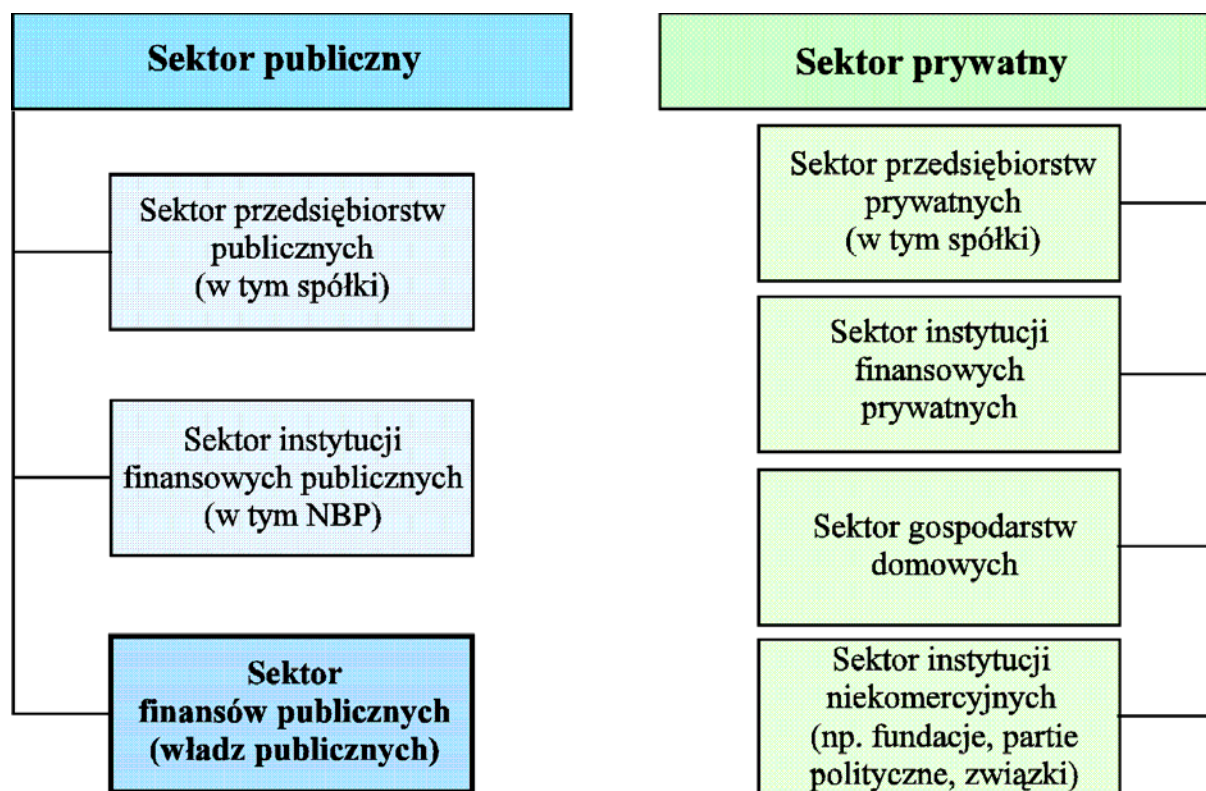 Sektor publiczny
Sektor przedsiębiorstw
publicznych
(w tym spółki)
Sektor instytucji
finansowych publicznych
(w tym NBP)
Sektor
finansów publicznych
(władz publicznych)
Sektor prywatny
Sektor przedsiębiorstw
prywatnych
(w tym spółki)
Sektor instytucji
finansowych
prywatnych
Sektor gospodarstw
domowych
Sektor instytucji
niekomercyjnych
(np. fundacje, partie
polityczne, związki)